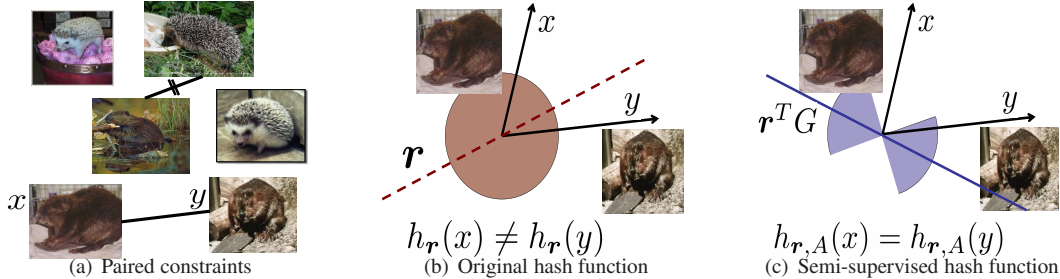 x
y
(a) Paired constraints
x
y
r
h_r(x) ≠ h_r(y)
(b) Original hash function
x
y
r^T G
h_{r,A}(x) = h_{r,A}(y)
(c) Semi-supervised hash function